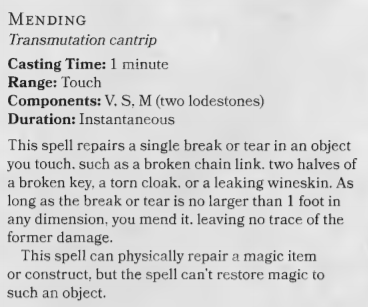 MENDING
Transmutation cantrip
Casting Time: 1 minute
Range: Touch
Components: V, S, M (two lodestones)
Duration: Instantaneous
This spell repairs a single break or tear in an object
you touch. such as a broken chain link. two halves of
a broken key, a torn cloak, or a leaking wineskin. As
long as the break or tear is no larger than 1 foot in
any dimension, you mend it. leaving no trace of the
former damage.
This spell can physically repair a magic item
or construct, but the spell can't restore magic to
such an object.